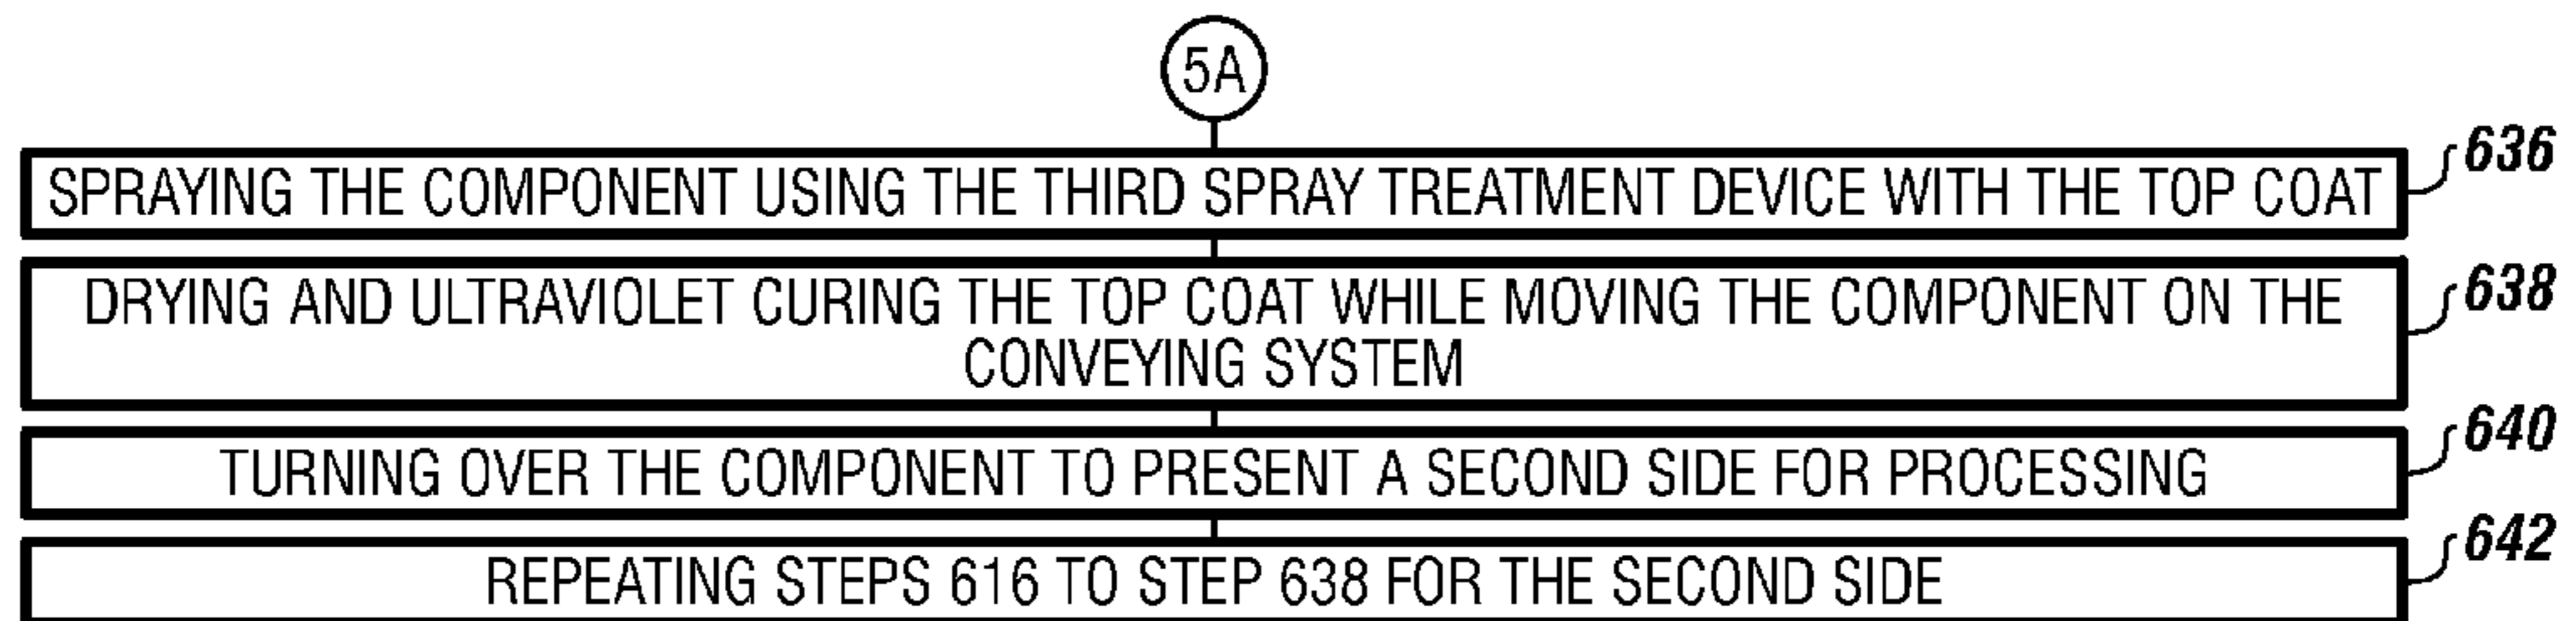 5A
SPRAYING THE COMPONENT USING THE THIRD SPRAY TREATMENT DEVICE WITH THE TOP COAT
636
DRYING AND ULTRAVIOLET CURING THE TOP COAT WHILE MOVING THE COMPONENT ON THE
CONVEYING SYSTEM
638
TURNING OVER THE COMPONENT TO PRESENT A SECOND SIDE FOR PROCESSING
640
REPEATING STEPS 616 TO STEP 638 FOR THE SECOND SIDE
642